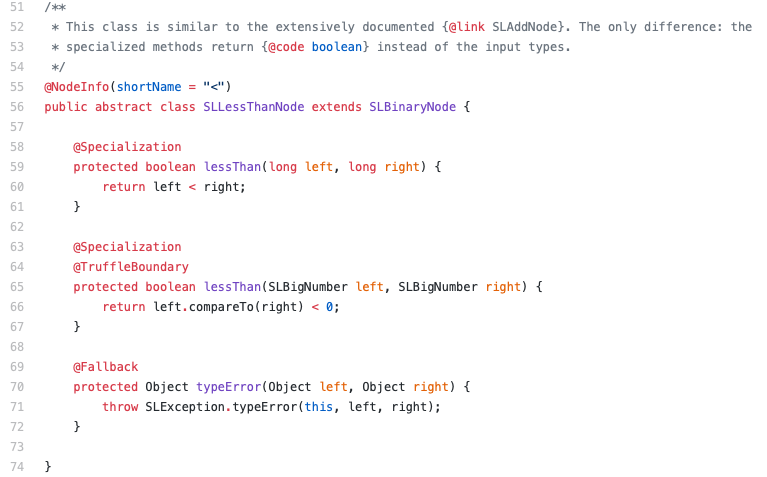 51 /**
52  * This class is similar to the extensively documented {@link SLAddNode}. The only difference: the
53  * specialized methods return {@code boolean} instead of the input types.
54  */
55 @NodeInfo(shortName = "<")
56 public abstract class SLLessThanNode extends SLBinaryNode {
57
58     @Specialization
59     protected boolean lessThan(long left, long right) {
60         return left < right;
61     }
62
63     @Specialization
64     @TruffleBoundary
65     protected boolean lessThan(SLBigNumber left, SLBigNumber right) {
66         return left.compareTo(right) < 0;
67     }
68
69     @Fallback
70     protected Object typeError(Object left, Object right) {
71         throw SLException.typeError(this, left, right);
72     }
73
74 }